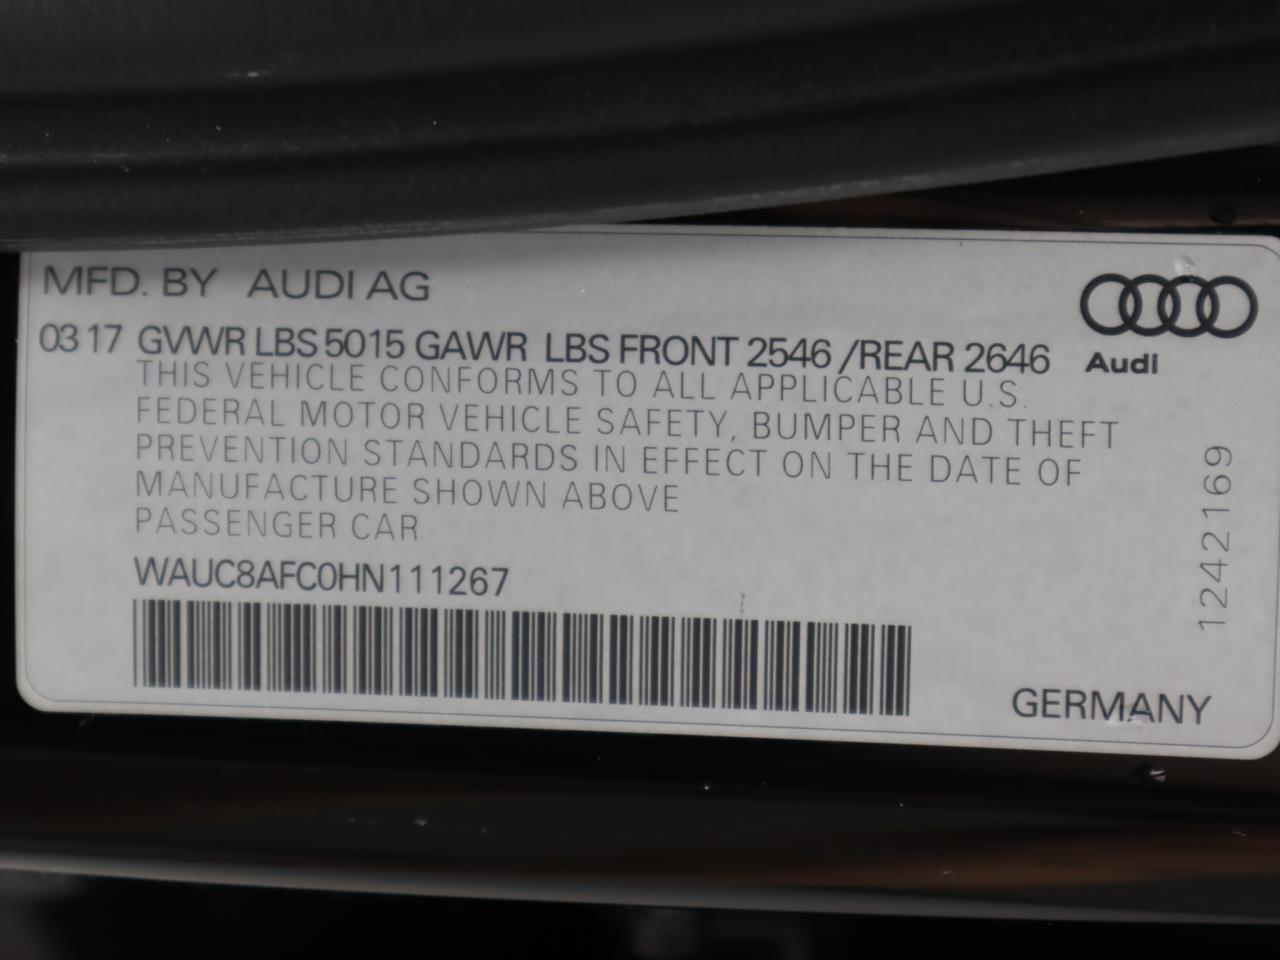 MFD. BY AUDI AG
03 17 GVWR LBS 5015 GAWR LBS FRONT 2546 /REAR 2646
Audi
THIS VEHICLE CONFORMS TO ALL APPLICABLE U.S.
FEDERAL MOTOR VEHICLE SAFETY, BUMPER AND THEFT
PREVENTION STANDARDS IN EFFECT ON THE DATE OF
MANUFACTURE SHOWN ABOVE
PASSENGER CAR
WAUC8AFC0HN111267
1242169
GERMANY